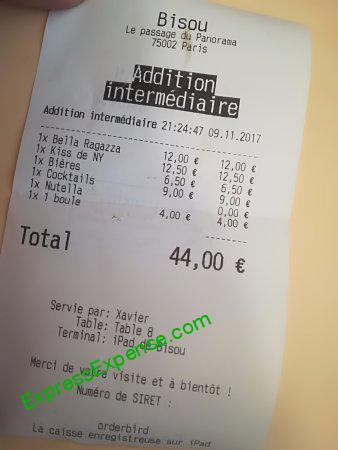 Bisou
Le passage du Panorama
75002 Paris
Addition
intermédiaire
Addition intermédiaire 21:24:47 09.11.2017
1x Bella Ragazza 12,00 € 12,00 €
1x Kiss de NY 12,50 € 12,50 €
1x Bières 6,50 € 6,50 €
1x Cocktails 9,00 € 9,00 €
1x Nutella 0,00 €
1x 1 boule 4,00 € 4,00 €
Total 44,00 €
Servie par: Xavier
Table: Table 8
Terminal: iPad de Bisou
Merci de votre visite et à bientôt !
Numéro de SIRET :
orderbird
La caisse enregistreuse sur iPad
ExpressExpense.com